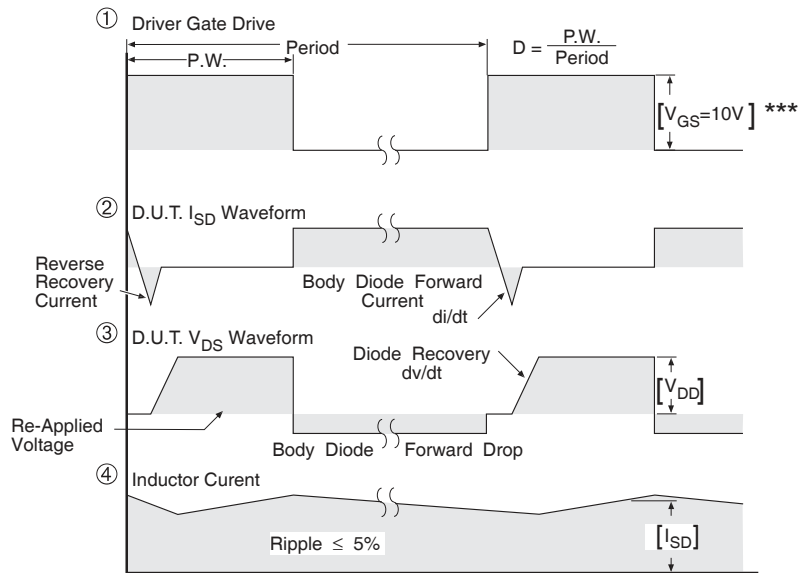 ① Driver Gate Drive
P.W.
Period
D = P.W.
Period
[VGS=10V] ***
② D.U.T. ISD Waveform
Reverse
Recovery
Current
Body Diode Forward
Current
di/dt
③ D.U.T. VDS Waveform
Diode Recovery
dv/dt
[VDD]
Re-Applied
Voltage
Body Diode Forward Drop
④ Inductor Curent
Ripple ≤ 5%
[ISD]